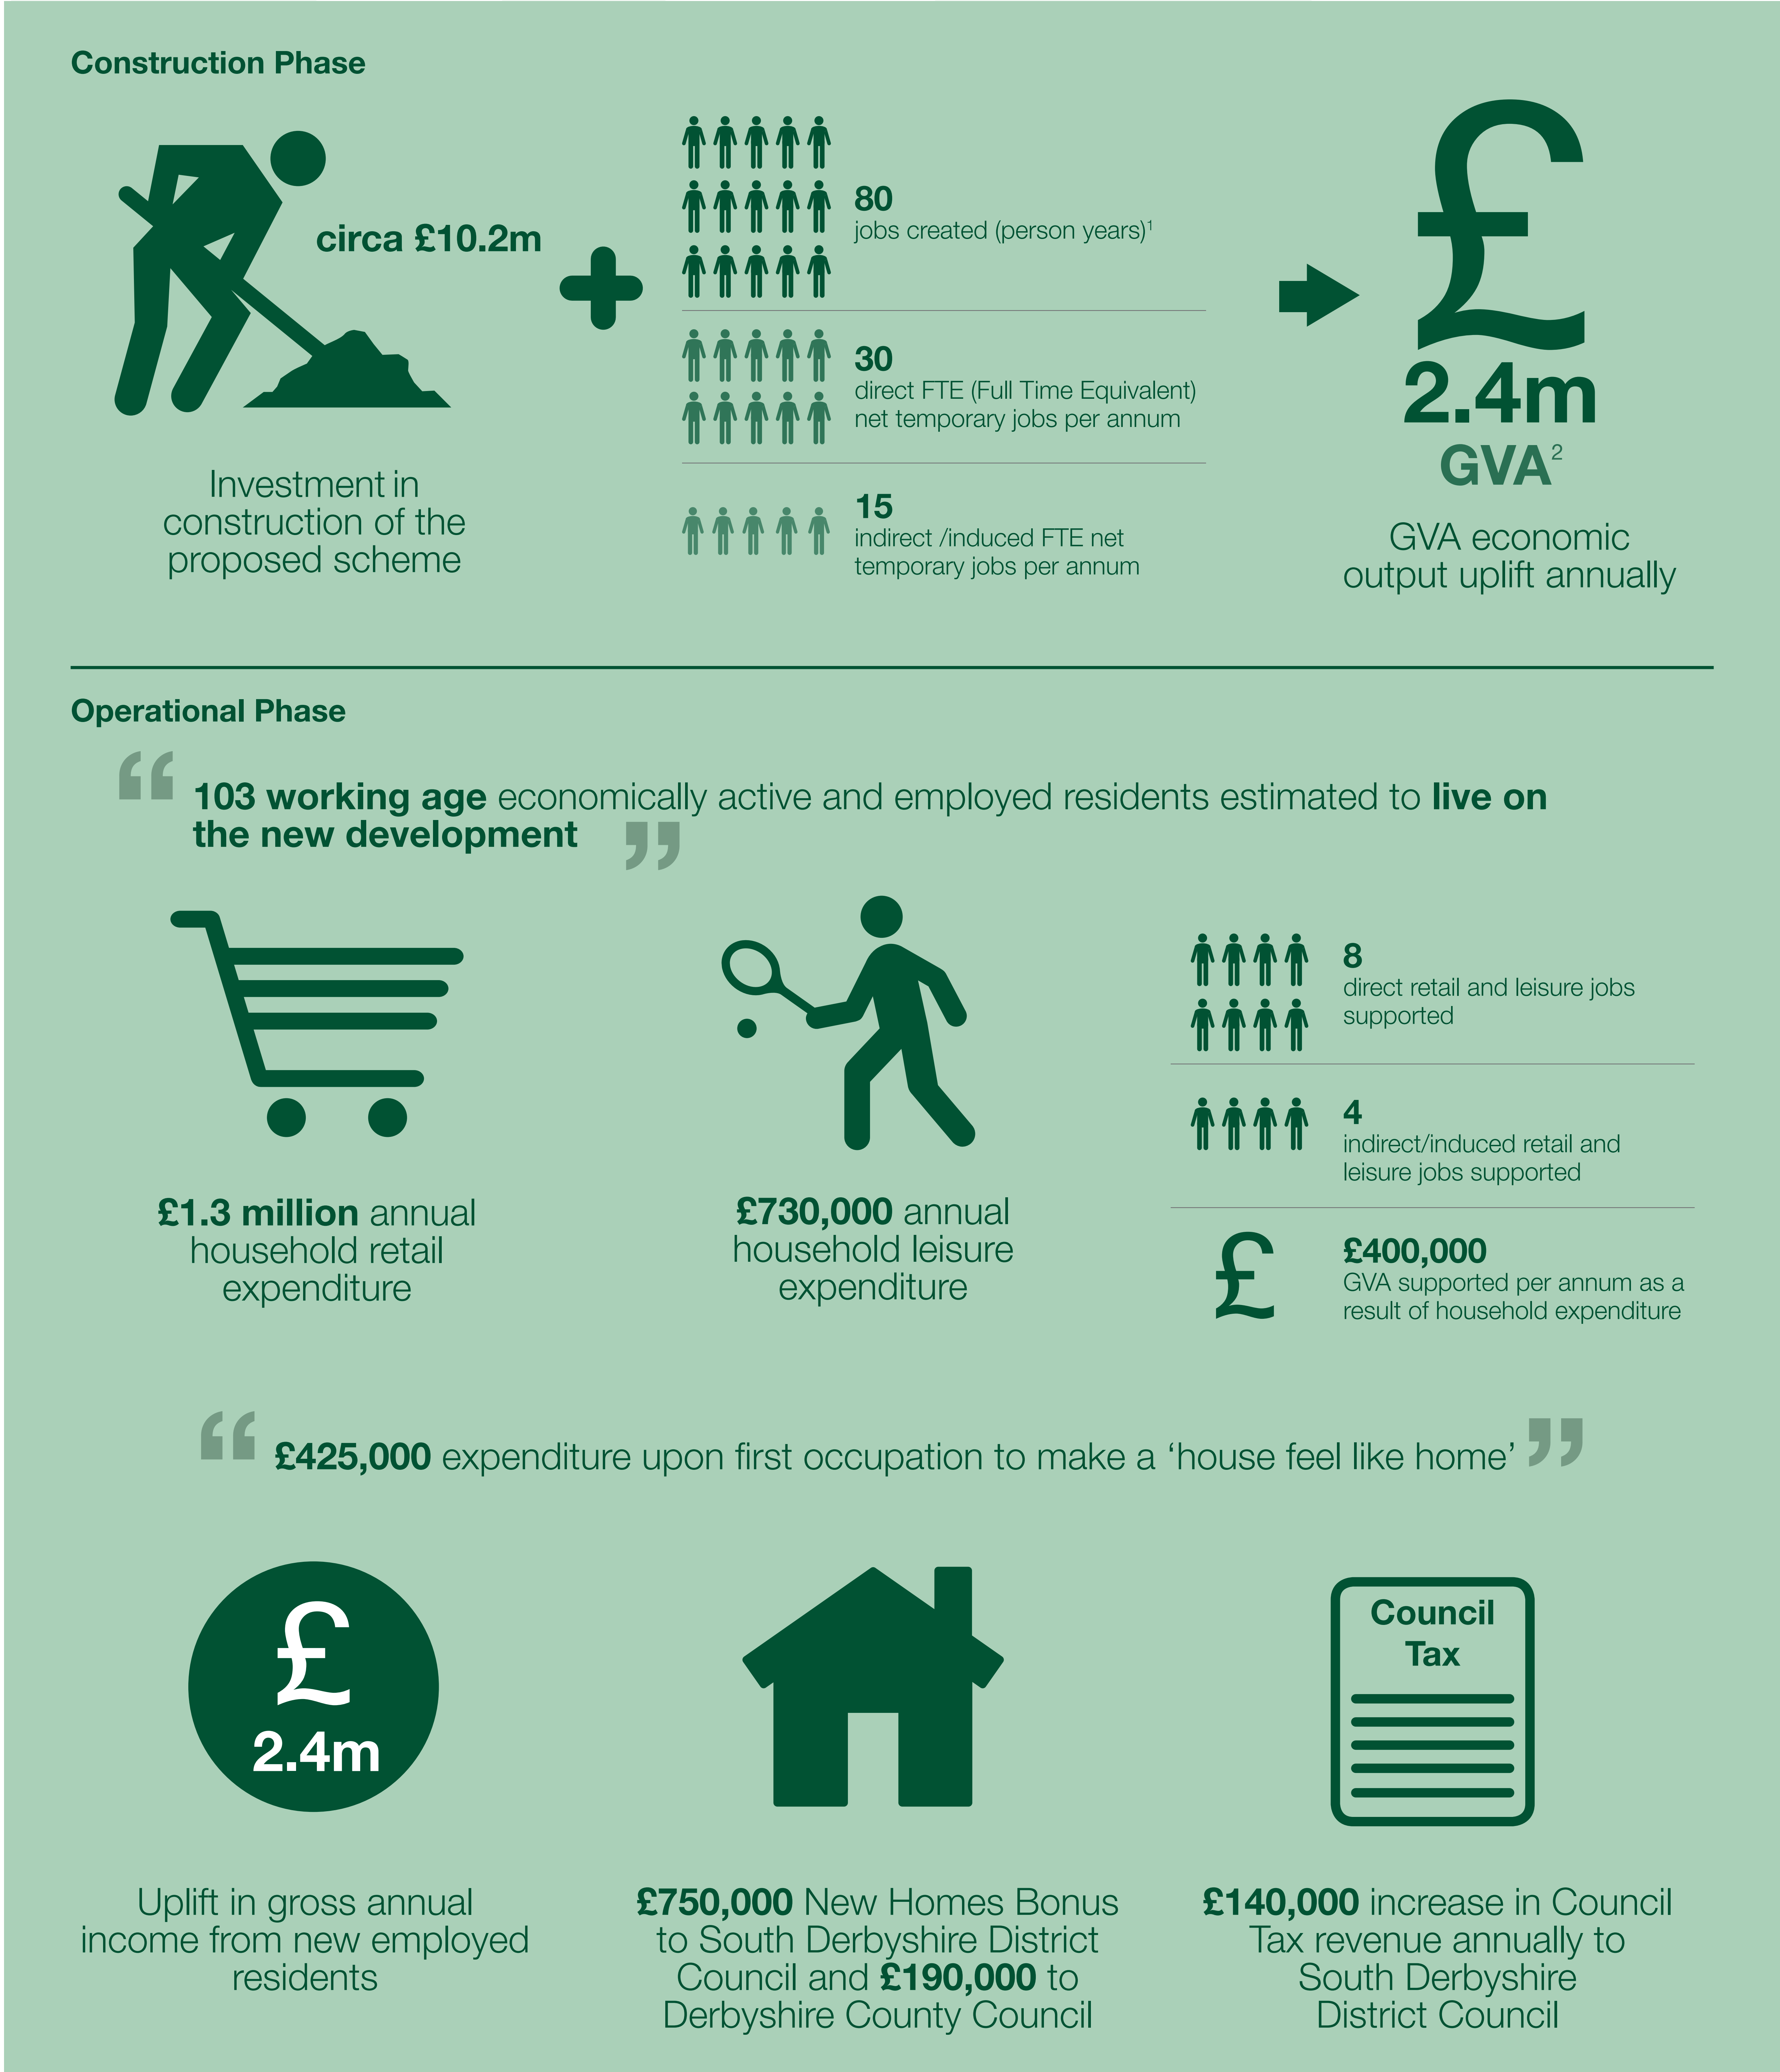 Construction Phase
circa £10.2m
Investment in
construction of the
proposed scheme
80
jobs created (person years)¹
30
direct FTE (Full Time Equivalent)
net temporary jobs per annum
15
indirect /induced FTE net
temporary jobs per annum
£
2.4m
GVA²
GVA economic
output uplift annually
Operational Phase
“ 103 working age economically active and employed residents estimated to live on
the new development ”
£1.3 million annual
household retail
expenditure
£730,000 annual
household leisure
expenditure
8
direct retail and leisure jobs
supported
4
indirect/induced retail and
leisure jobs supported
£
£400,000
GVA supported per annum as a
result of household expenditure
“ £425,000 expenditure upon first occupation to make a ‘house feel like home’ ”
£
2.4m
Uplift in gross annual
income from new employed
residents
£750,000 New Homes Bonus
to South Derbyshire District
Council and £190,000 to
Derbyshire County Council
Council
Tax
£140,000 increase in Council
Tax revenue annually to
South Derbyshire
District Council